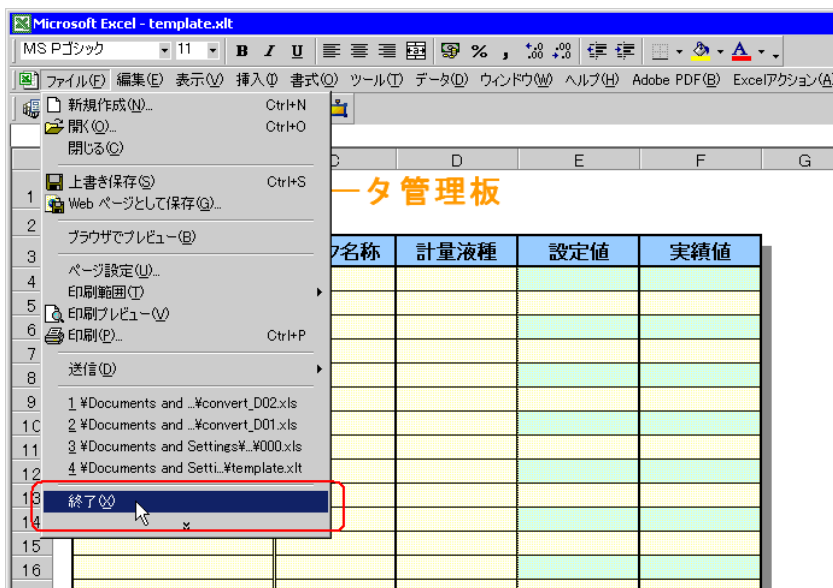 Microsoft Excel - template.xlt
MS Pゴシック 11 B I U % ,
ファイル(F) 編集(E) 表示(V) 挿入(I) 書式(O) ツール(T) データ(D) ウィンドウ(W) ヘルプ(H) Adobe PDF(B) Excelアクション(A
新規作成(N)... Ctrl+N
開く(O)... Ctrl+O
閉じる(C)
上書き保存(S) Ctrl+S
Web ページとして保存(G)...
ブラウザでプレビュー(B)
ページ設定(U)...
印刷範囲(T)
印刷プレビュー(V)
印刷(P)... Ctrl+P
送信(D)
1 ¥Documents and ...¥convert_D02.xls
2 ¥Documents and ...¥convert_D01.xls
3 ¥Documents and Settings¥...¥000.xls
4 ¥Documents and Setti...¥template.xlt
終了(X)
C D E F G
1 ータ管理板
2
3 タ名称 計量液種 設定値 実績値
4
5
6
7
8
9
10
11
12
13
14
15
16